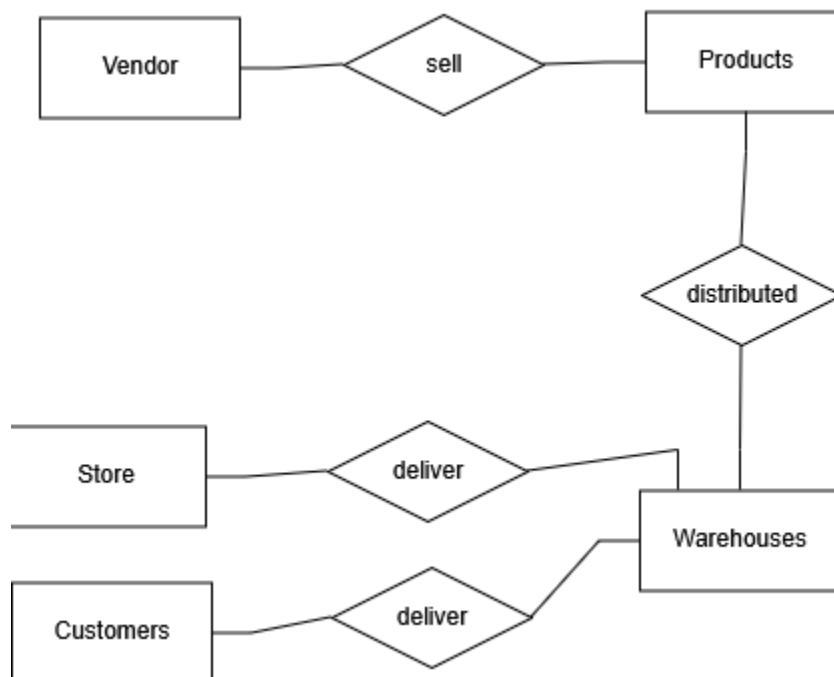 Vendor
sell
Products
distributed
Store
deliver
Warehouses
Customers
deliver